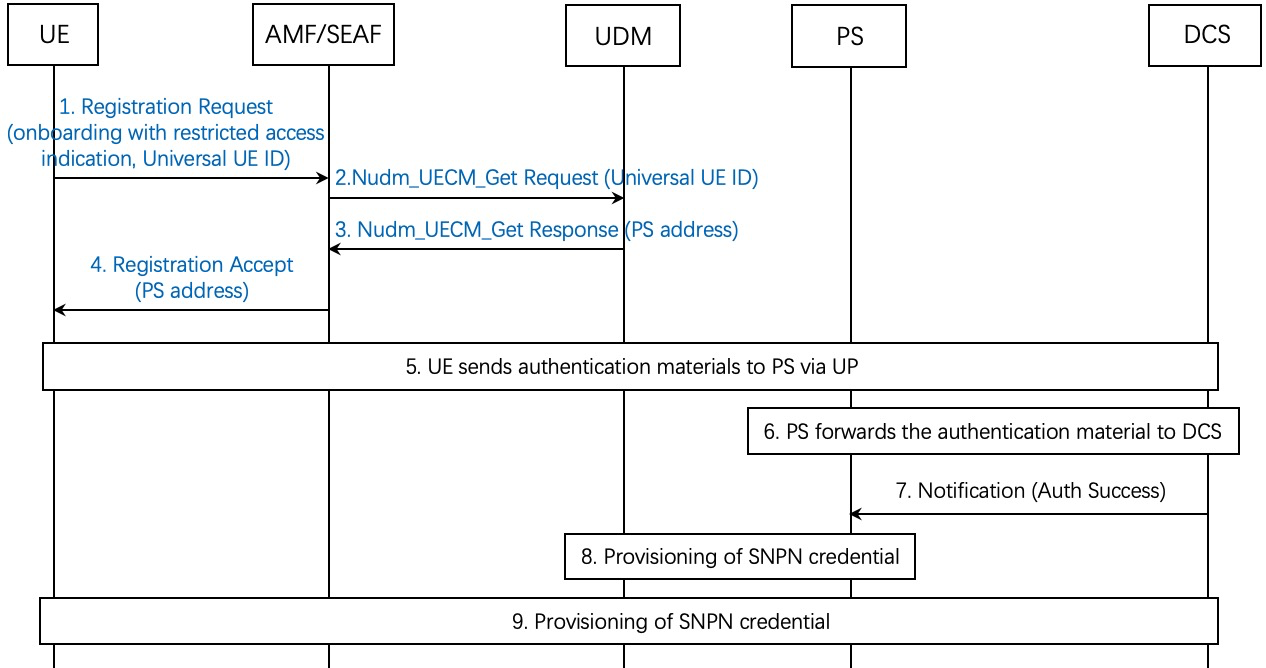 UE
AMF/SEAF
UDM
PS
DCS
1. Registration Request
(onboarding with restricted access
indication, Universal UE ID)
2.Nudm_UECM_Get Request (Universal UE ID)
3. Nudm_UECM_Get Response (PS address)
4. Registration Accept
(PS address)
5. UE sends authentication materials to PS via UP
6. PS forwards the authentication material to DCS
7. Notification (Auth Success)
8. Provisioning of SNPN credential
9. Provisioning of SNPN credential